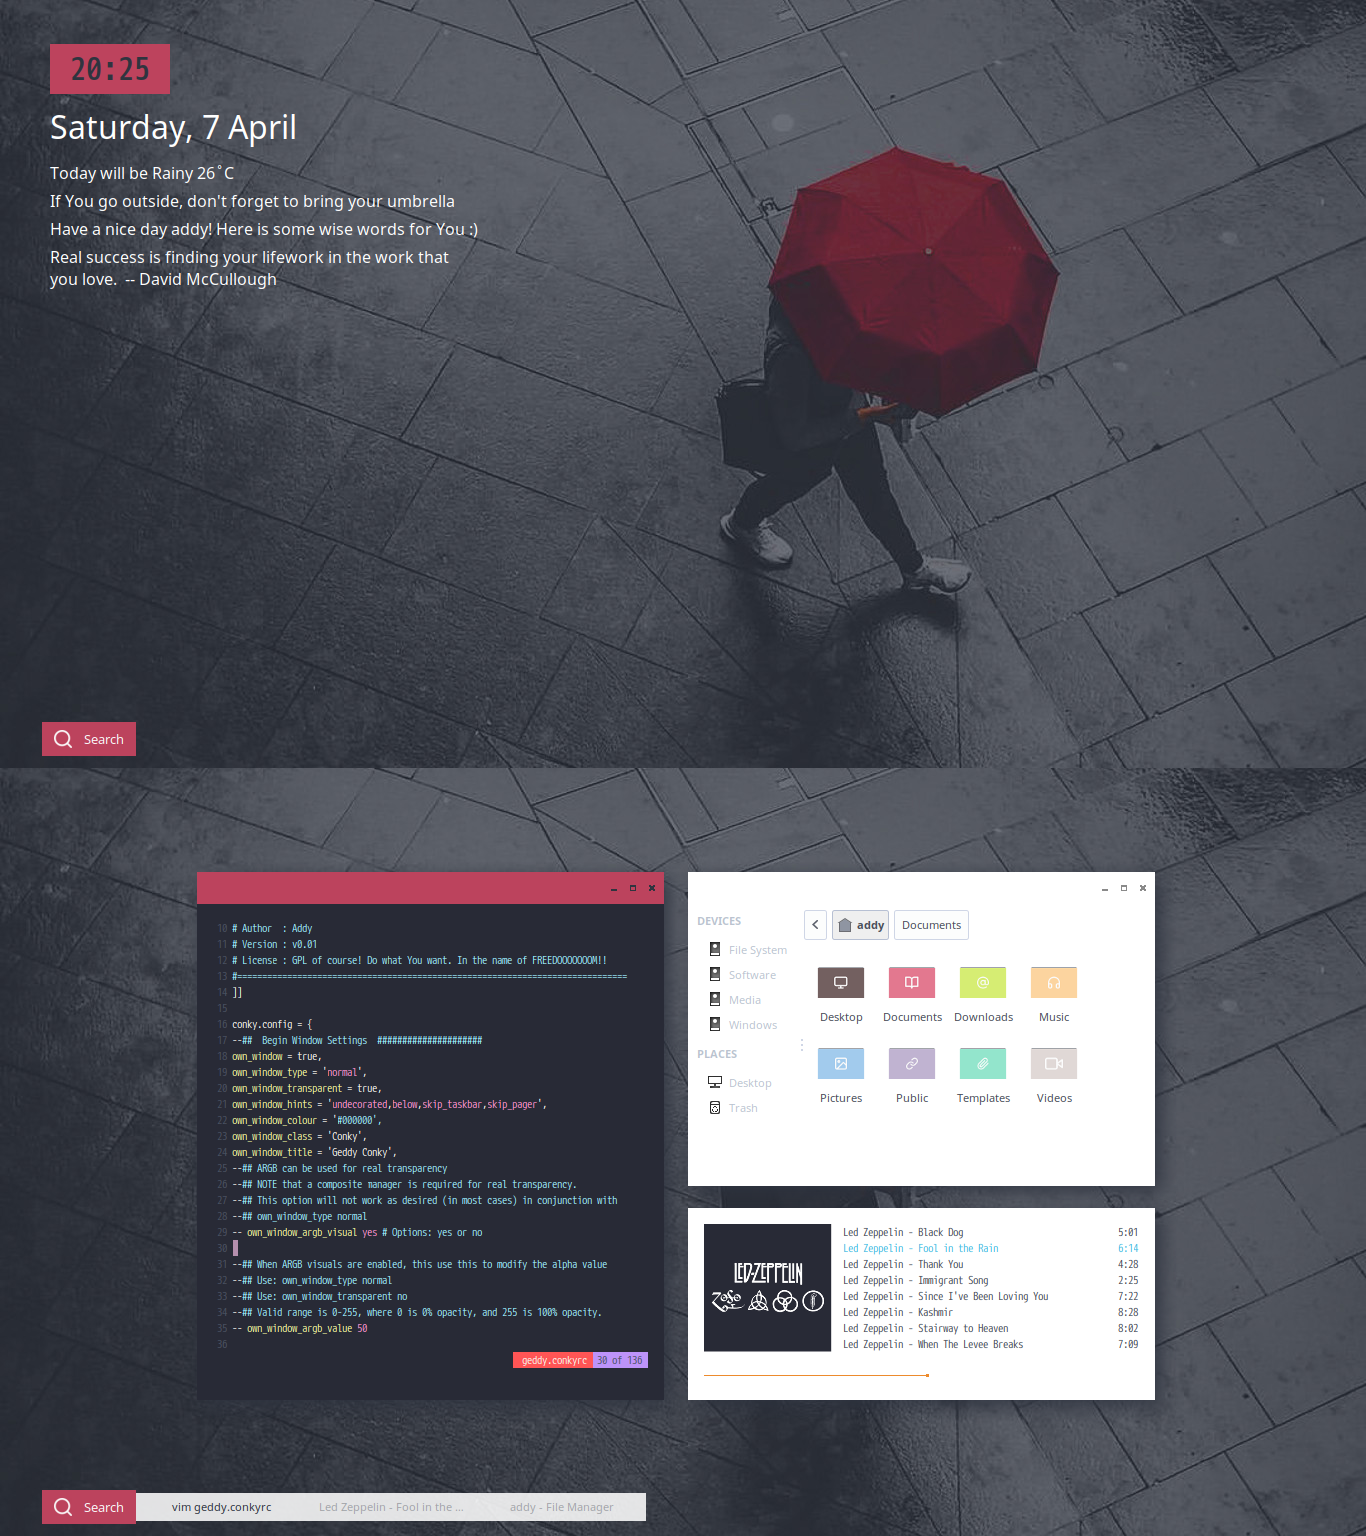 20:25
Saturday, 7 April
Today will be Rainy 26°C
If You go outside, don't forget to bring your umbrella
Have a nice day addy! Here is some wise words for You :)
Real success is finding your lifework in the work that
you love.  -- David McCullough
Search
10 # Author  : Addy
11 # Version : v0.01
12 # License : GPL of course! Do what You want. In the name of FREEDOOOOOOOM!!
13 #==============================================================================
14 ]]
15
16 conky.config = {
17 --##  Begin Window Settings  #####################
18 own_window = true,
19 own_window_type = 'normal',
20 own_window_transparent = true,
21 own_window_hints = 'undecorated,below,skip_taskbar,skip_pager',
22 own_window_colour = '#000000',
23 own_window_class = 'Conky',
24 own_window_title = 'Geddy Conky',
25 --## ARGB can be used for real transparency
26 --## NOTE that a composite manager is required for real transparency.
27 --## This option will not work as desired (in most cases) in conjunction with
28 --## own_window_type normal
29 -- own_window_argb_visual yes # Options: yes or no
30
31 --## When ARGB visuals are enabled, this use this to modify the alpha value
32 --## Use: own_window_type normal
33 --## Use: own_window_transparent no
34 --## Valid range is 0-255, where 0 is 0% opacity, and 255 is 100% opacity.
35 -- own_window_argb_value 50
36
geddy.conkyrc 30 of 136
DEVICES
File System
Software
Media
Windows
PLACES
Desktop
Trash
addy Documents
Desktop Documents Downloads Music
Pictures Public Templates Videos
LED ZEPPELIN
Led Zeppelin - Black Dog 5:01
Led Zeppelin - Fool in the Rain 6:14
Led Zeppelin - Thank You 4:28
Led Zeppelin - Immigrant Song 2:25
Led Zeppelin - Since I've Been Loving You 7:22
Led Zeppelin - Kashmir 8:28
Led Zeppelin - Stairway to Heaven 8:02
Led Zeppelin - When The Levee Breaks 7:09
Search vim geddy.conkyrc Led Zeppelin - Fool in the ... addy - File Manager